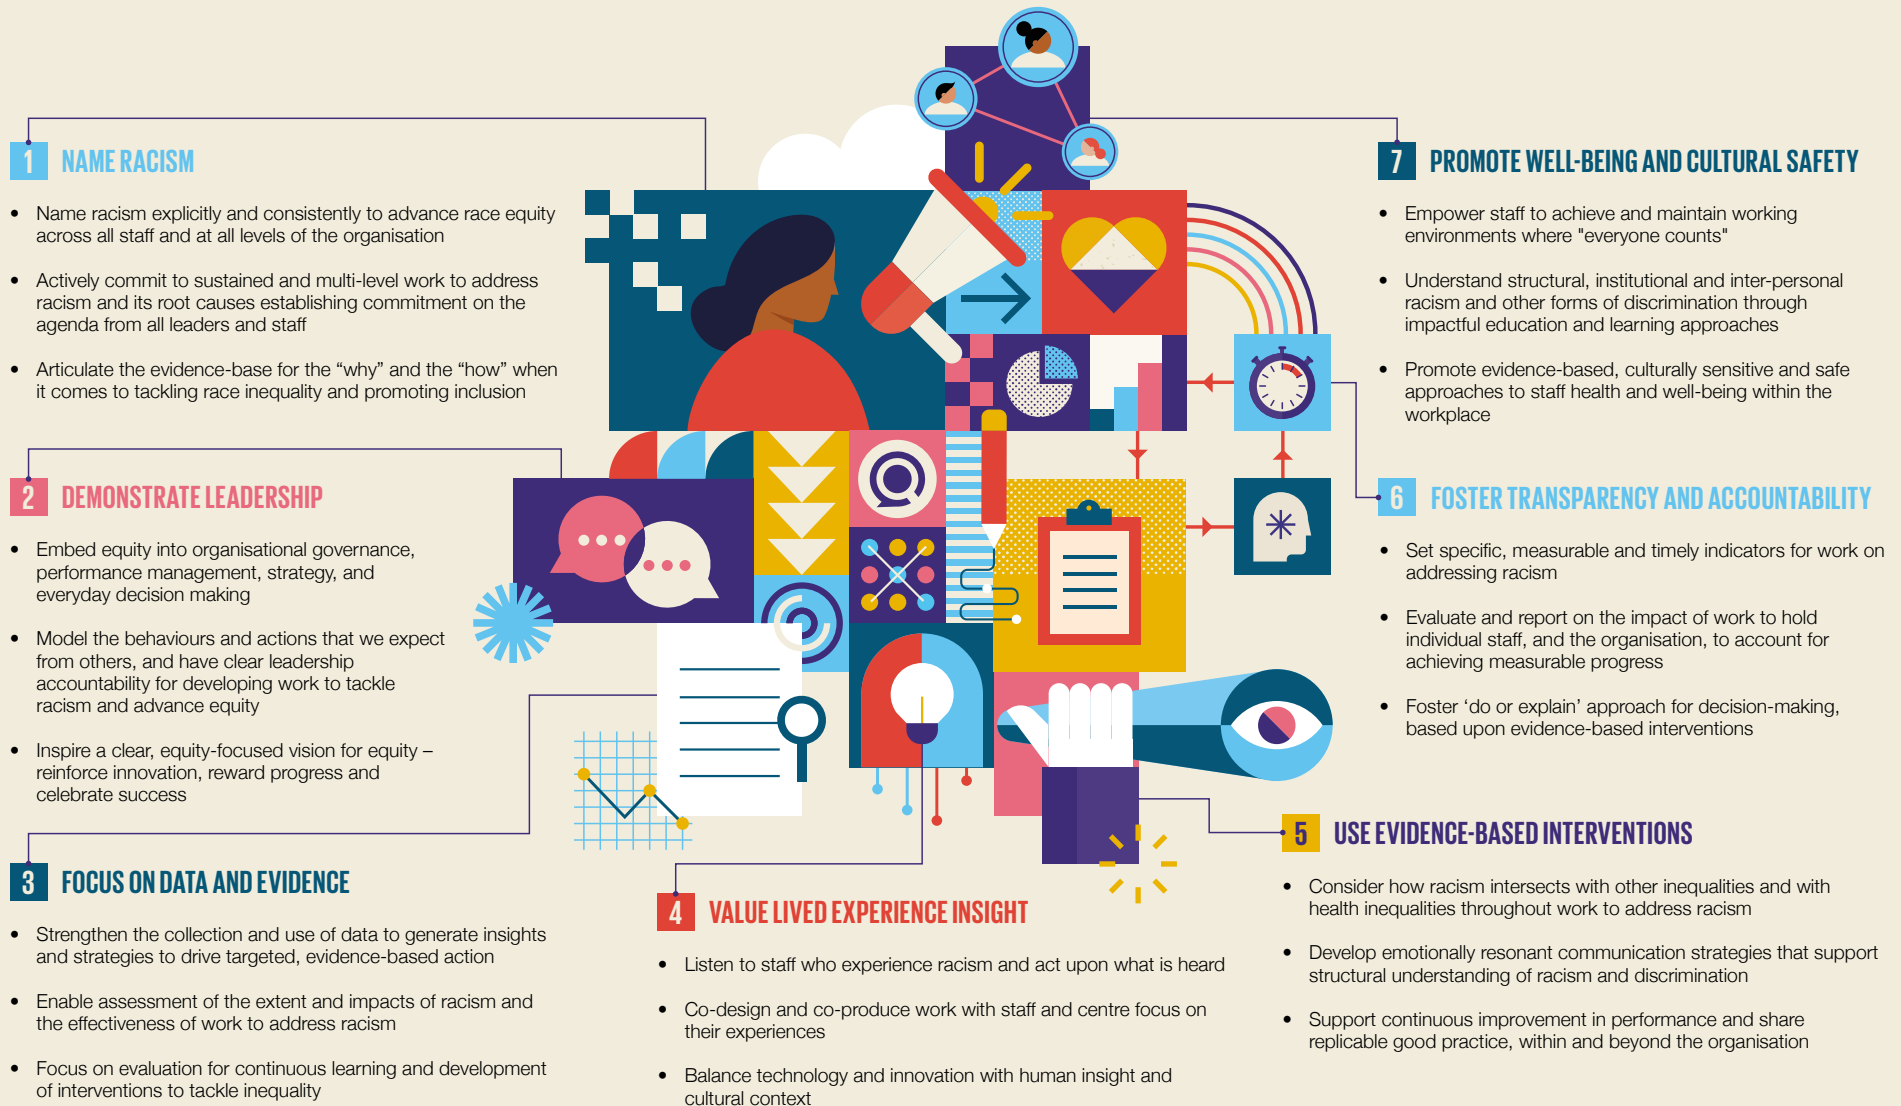 1 NAME RACISM
• Name racism explicitly and consistently to advance race equity
across all staff and at all levels of the organisation
• Actively commit to sustained and multi-level work to address
racism and its root causes establishing commitment on the
agenda from all leaders and staff
• Articulate the evidence-base for the “why” and the “how” when
it comes to tackling race inequality and promoting inclusion
2 DEMONSTRATE LEADERSHIP
• Embed equity into organisational governance,
performance management, strategy, and
everyday decision making
• Model the behaviours and actions that we expect
from others, and have clear leadership
accountability for developing work to tackle
racism and advance equity
• Inspire a clear, equity-focused vision for equity –
reinforce innovation, reward progress and
celebrate success
3 FOCUS ON DATA AND EVIDENCE
• Strengthen the collection and use of data to generate insights
and strategies to drive targeted, evidence-based action
• Enable assessment of the extent and impacts of racism and
the effectiveness of work to address racism
• Focus on evaluation for continuous learning and development
of interventions to tackle inequality
4 VALUE LIVED EXPERIENCE INSIGHT
• Listen to staff who experience racism and act upon what is heard
• Co-design and co-produce work with staff and centre focus on
their experiences
• Balance technology and innovation with human insight and
cultural context
5 USE EVIDENCE-BASED INTERVENTIONS
• Consider how racism intersects with other inequalities and with
health inequalities throughout work to address racism
• Develop emotionally resonant communication strategies that support
structural understanding of racism and discrimination
• Support continuous improvement in performance and share
replicable good practice, within and beyond the organisation
6 FOSTER TRANSPARENCY AND ACCOUNTABILITY
• Set specific, measurable and timely indicators for work on
addressing racism
• Evaluate and report on the impact of work to hold
individual staff, and the organisation, to account for
achieving measurable progress
• Foster ‘do or explain’ approach for decision-making,
based upon evidence-based interventions
7 PROMOTE WELL-BEING AND CULTURAL SAFETY
• Empower staff to achieve and maintain working
environments where "everyone counts"
• Understand structural, institutional and inter-personal
racism and other forms of discrimination through
impactful education and learning approaches
• Promote evidence-based, culturally sensitive and safe
approaches to staff health and well-being within the
workplace